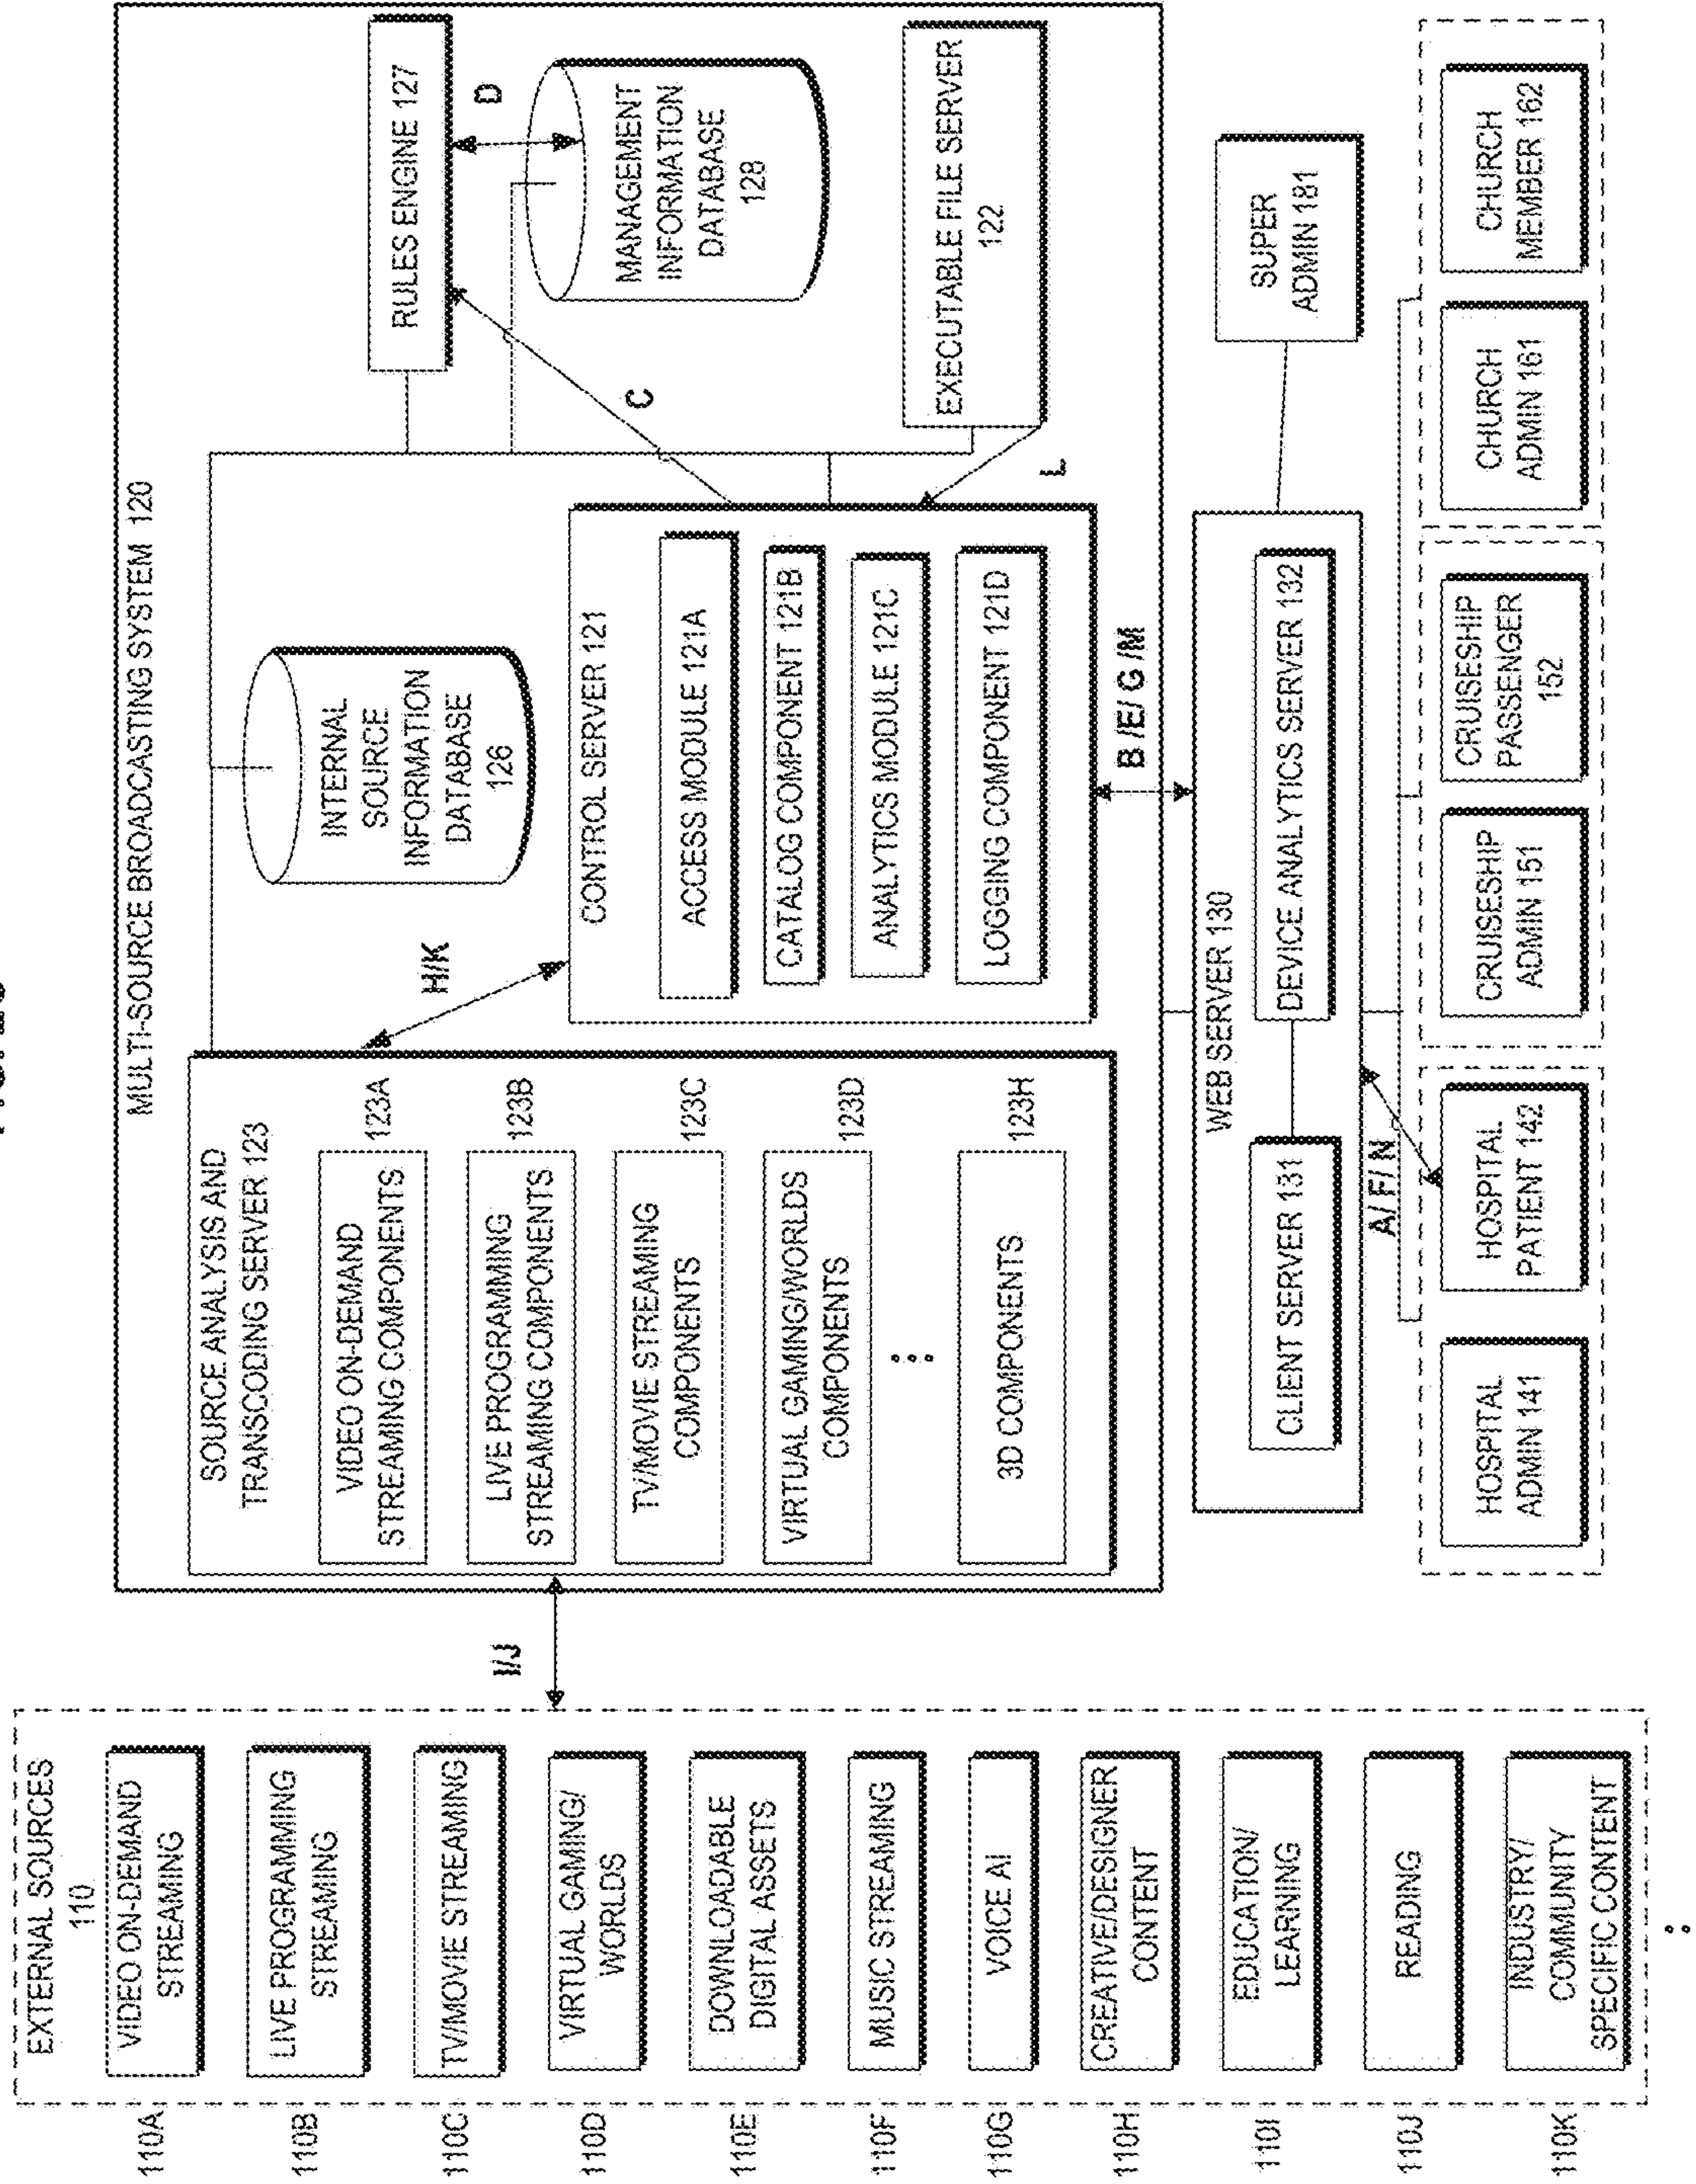 EXTERNAL SOURCES
110
110A
VIDEO ON-DEMAND
STREAMING
110B
LIVE PROGRAMMING
STREAMING
110C
TV/MOVIE STREAMING
110D
VIRTUAL GAMING/
WORLDS
110E
DOWNLOADABLE
DIGITAL ASSETS
110F
MUSIC STREAMING
110G
VOICE AI
110H
CREATIVE/DESIGNER
CONTENT
110I
EDUCATION/
LEARNING
110J
READING
110K
INDUSTRY/
COMMUNITY
SPECIFIC CONTENT
I/J
MULTI-SOURCE BROADCASTING SYSTEM 120
SOURCE ANALYSIS AND
TRANSCODING SERVER 123
VIDEO ON-DEMAND
STREAMING COMPONENTS
123A
LIVE PROGRAMMING
STREAMING COMPONENTS
123B
TV/MOVIE STREAMING
COMPONENTS
123C
VIRTUAL GAMING/WORLDS
COMPONENTS
123D
3D COMPONENTS
123H
H/K
INTERNAL
SOURCE
INFORMATION
DATABASE
126
CONTROL SERVER 121
ACCESS MODULE 121A
CATALOG COMPONENT 121B
ANALYTICS MODULE 121C
LOGGING COMPONENT 121D
C
RULES ENGINE 127
D
MANAGEMENT
INFORMATION
DATABASE
128
EXECUTABLE FILE SERVER
122
L
B /E/ G /M
WEB SERVER 130
CLIENT SERVER 131
DEVICE ANALYTICS SERVER 132
SUPER
ADMIN 181
A/ F/ N
HOSPITAL
ADMIN 141
HOSPITAL
PATIENT 142
CRUISESHIP
ADMIN 151
CRUISESHIP
PASSENGER
152
CHURCH
ADMIN 161
CHURCH
MEMBER 162